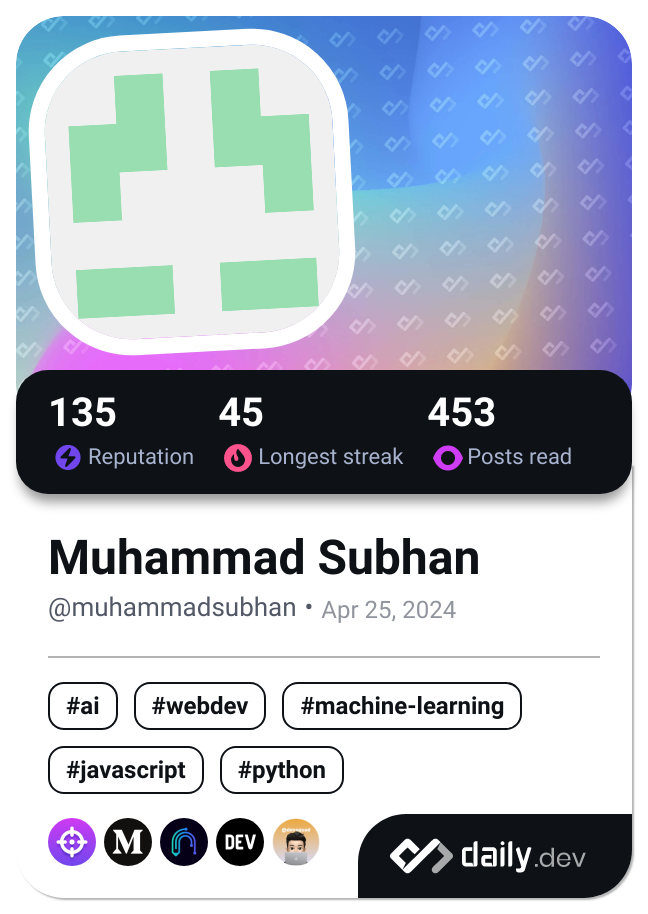 135 45 453
Reputation Longest streak Posts read
Muhammad Subhan
@muhammadsubhan • Apr 25, 2024
#ai #webdev #machine-learning
#javascript #python
M DEV
daily.dev